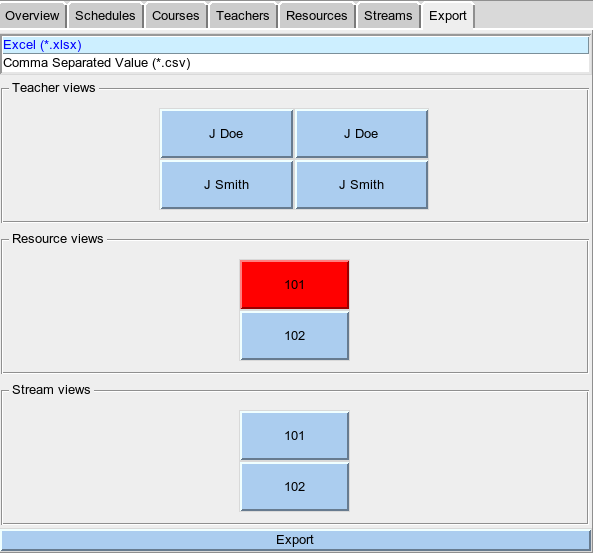 Overview Schedules Courses Teachers Resources Streams Export
Excel (*.xlsx)
Comma Separated Value (*.csv)
Teacher views
J Doe J Doe
J Smith J Smith
Resource views
101
102
Stream views
101
102
Export